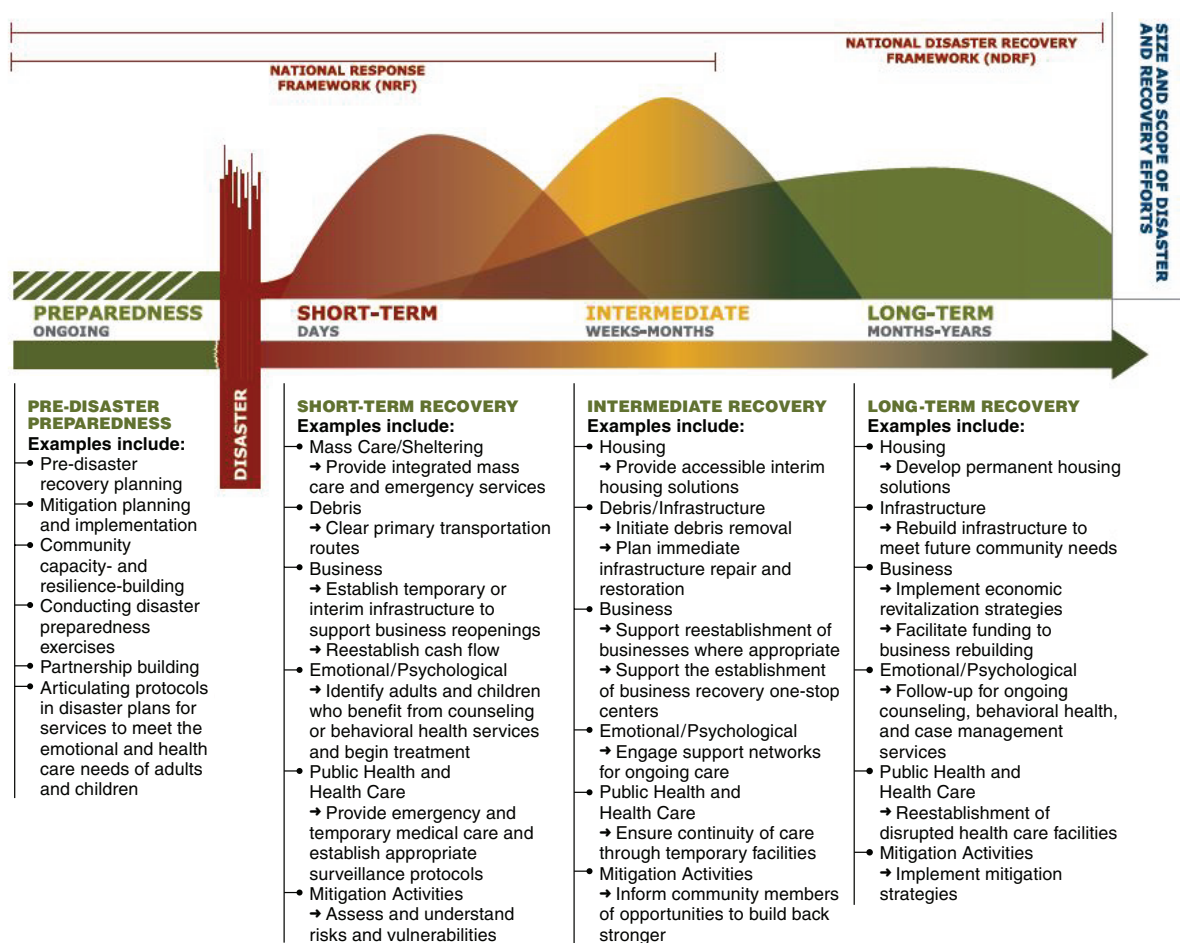 NATIONAL DISASTER RECOVERY
FRAMEWORK (NDRF)
NATIONAL RESPONSE
FRAMEWORK (NRF)
SIZE AND SCOPE OF DISASTER
AND RECOVERY EFFORTS
PREPAREDNESS
ONGOING
SHORT-TERM
DAYS
INTERMEDIATE
WEEKS-MONTHS
LONG-TERM
MONTHS-YEARS
DISASTER
PRE-DISASTER
PREPAREDNESS
Examples include:
Pre-disaster
recovery planning
Mitigation planning
and implementation
Community
capacity- and
resilience-building
Conducting disaster
preparedness
exercises
Partnership building
Articulating protocols
in disaster plans for
services to meet the
emotional and health
care needs of adults
and children
SHORT-TERM RECOVERY
Examples include:
Mass Care/Sheltering
➜ Provide integrated mass
care and emergency services
Debris
➜ Clear primary transportation
routes
Business
➜ Establish temporary or
interim infrastructure to
support business reopenings
➜ Reestablish cash flow
Emotional/Psychological
➜ Identify adults and children
who benefit from counseling
or behavioral health services
and begin treatment
Public Health and
Health Care
➜ Provide emergency and
temporary medical care and
establish appropriate
surveillance protocols
Mitigation Activities
➜ Assess and understand
risks and vulnerabilities
INTERMEDIATE RECOVERY
Examples include:
Housing
➜ Provide accessible interim
housing solutions
Debris/Infrastructure
➜ Initiate debris removal
➜ Plan immediate
infrastructure repair and
restoration
Business
➜ Support reestablishment of
businesses where appropriate
➜ Support the establishment
of business recovery one-stop
centers
Emotional/Psychological
➜ Engage support networks
for ongoing care
Public Health and
Health Care
➜ Ensure continuity of care
through temporary facilities
Mitigation Activities
➜ Inform community members
of opportunities to build back
stronger
LONG-TERM RECOVERY
Examples include:
Housing
➜ Develop permanent housing
solutions
Infrastructure
➜ Rebuild infrastructure to
meet future community needs
Business
➜ Implement economic
revitalization strategies
➜ Facilitate funding to
business rebuilding
Emotional/Psychological
➜ Follow-up for ongoing
counseling, behavioral health,
and case management
services
Public Health and
Health Care
➜ Reestablishment of
disrupted health care facilities
Mitigation Activities
➜ Implement mitigation
strategies